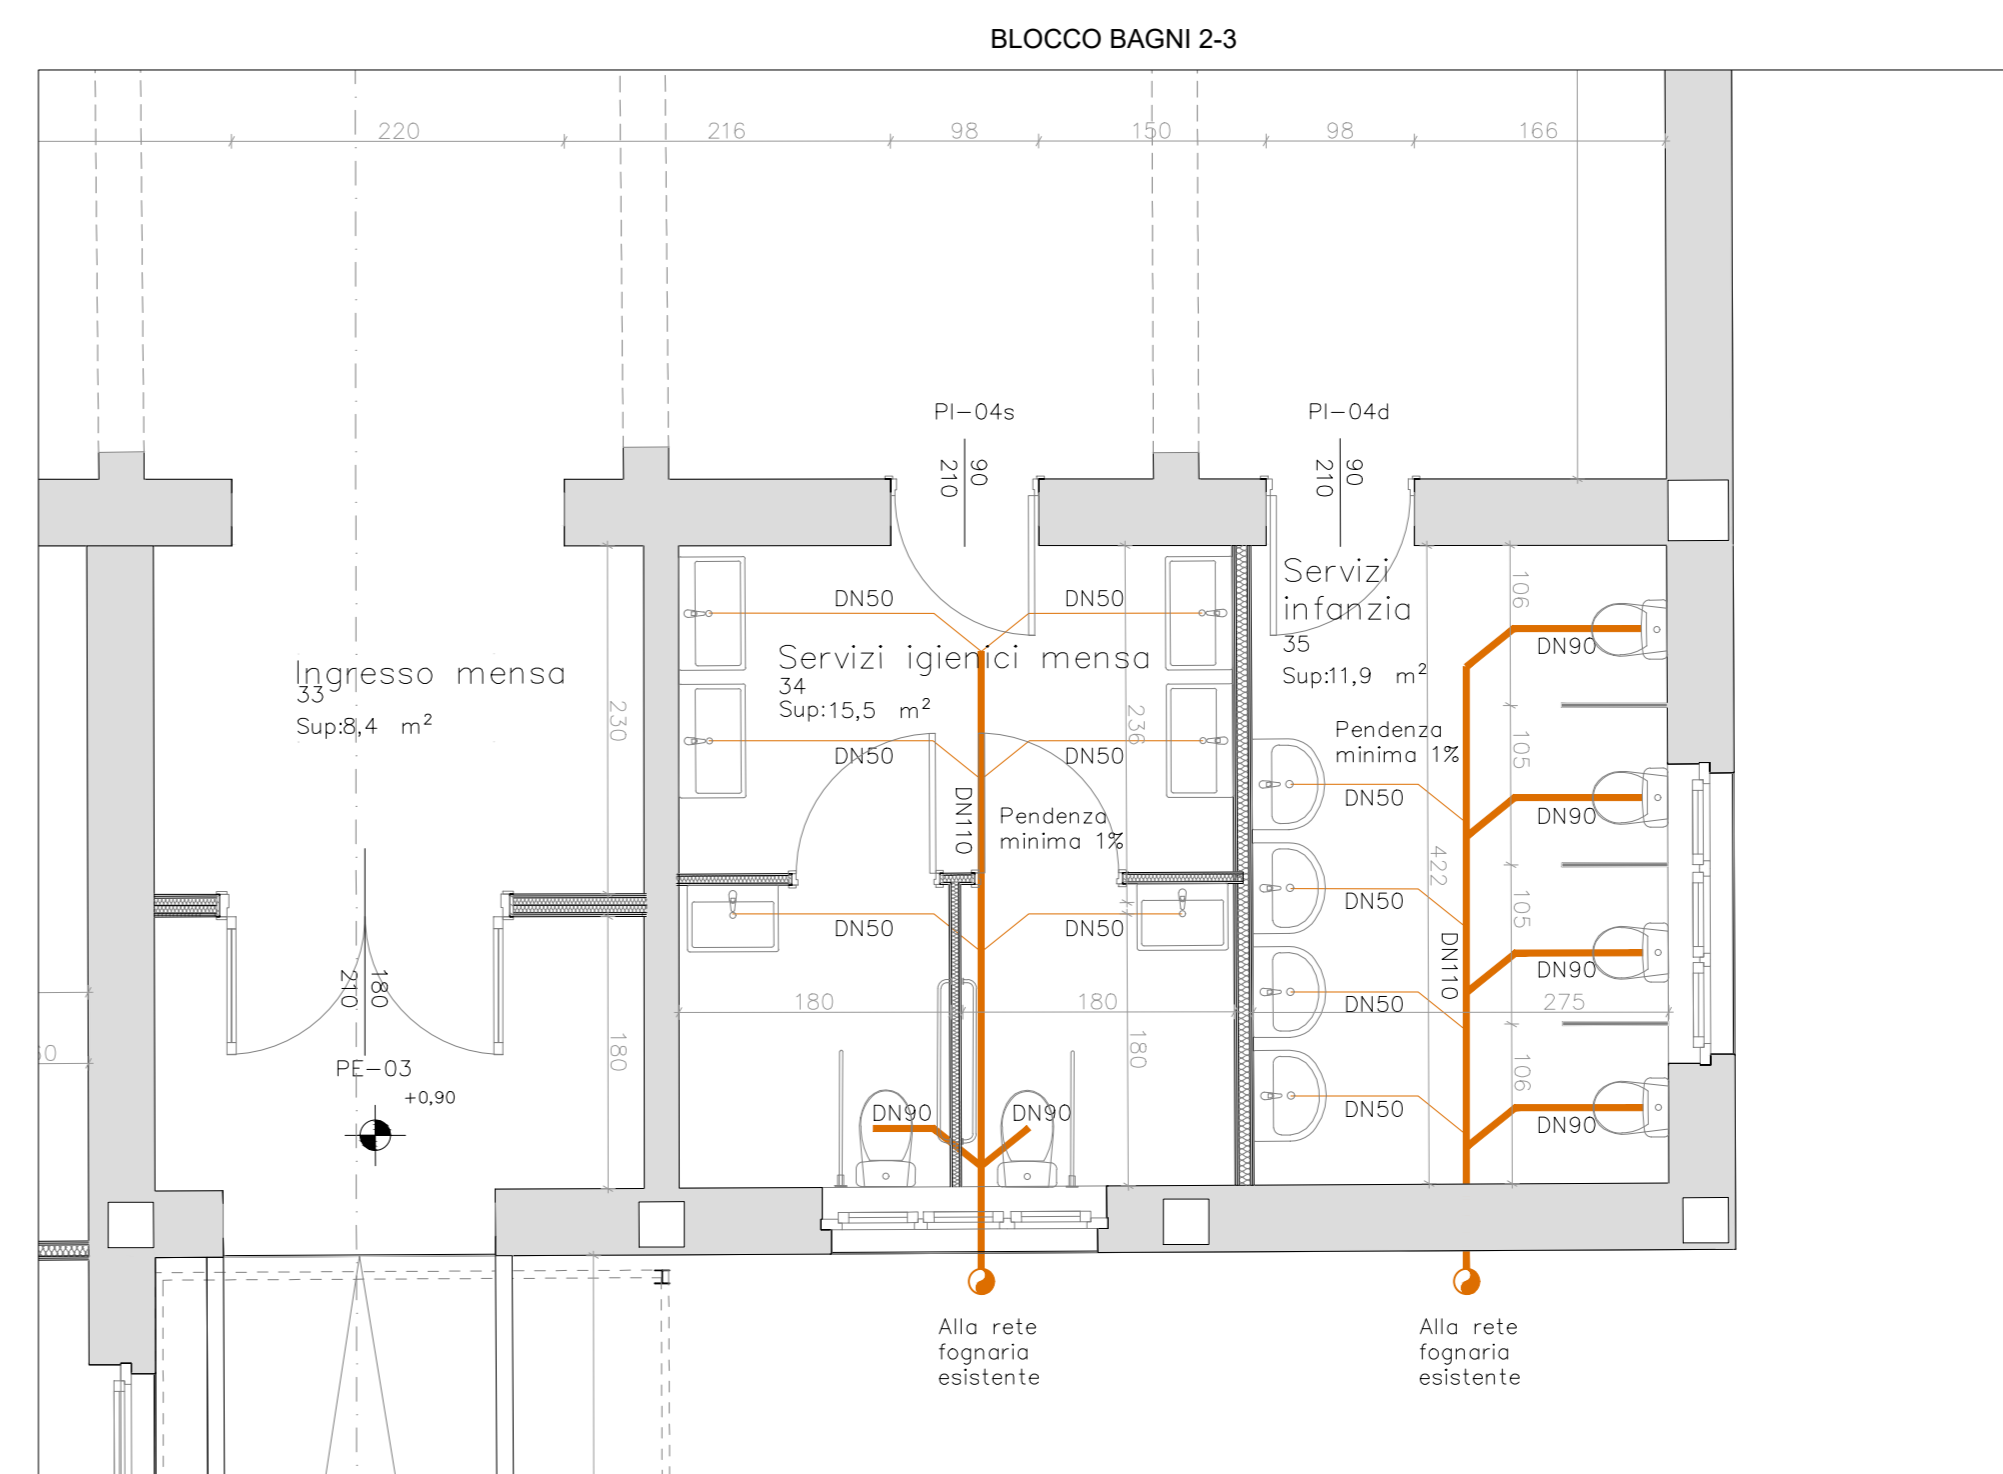 BLOCCO BAGNI 2-3
220
216
98
150
98
166
PI-04s
PI-04d
90
210
90
210
Servizi
infanzia
35
Sup:11,9 m²
DN50
DN50
106
DN90
Ingresso mensa
33
Sup:8,4 m²
Servizi igienici mensa
34
Sup:15,5 m²
230
236
Pendenza
minima 1%
105
DN50
DN50
DN110
Pendenza
minima 1%
DN50
DN90
422
DN50
DN50
DN50
105
DN110
DN90
180
210
PE-03
+0,90
180
180
180
180
DN50
275
DN90
DN90
DN50
106
DN90
Alla rete
fognaria
esistente
Alla rete
fognaria
esistente